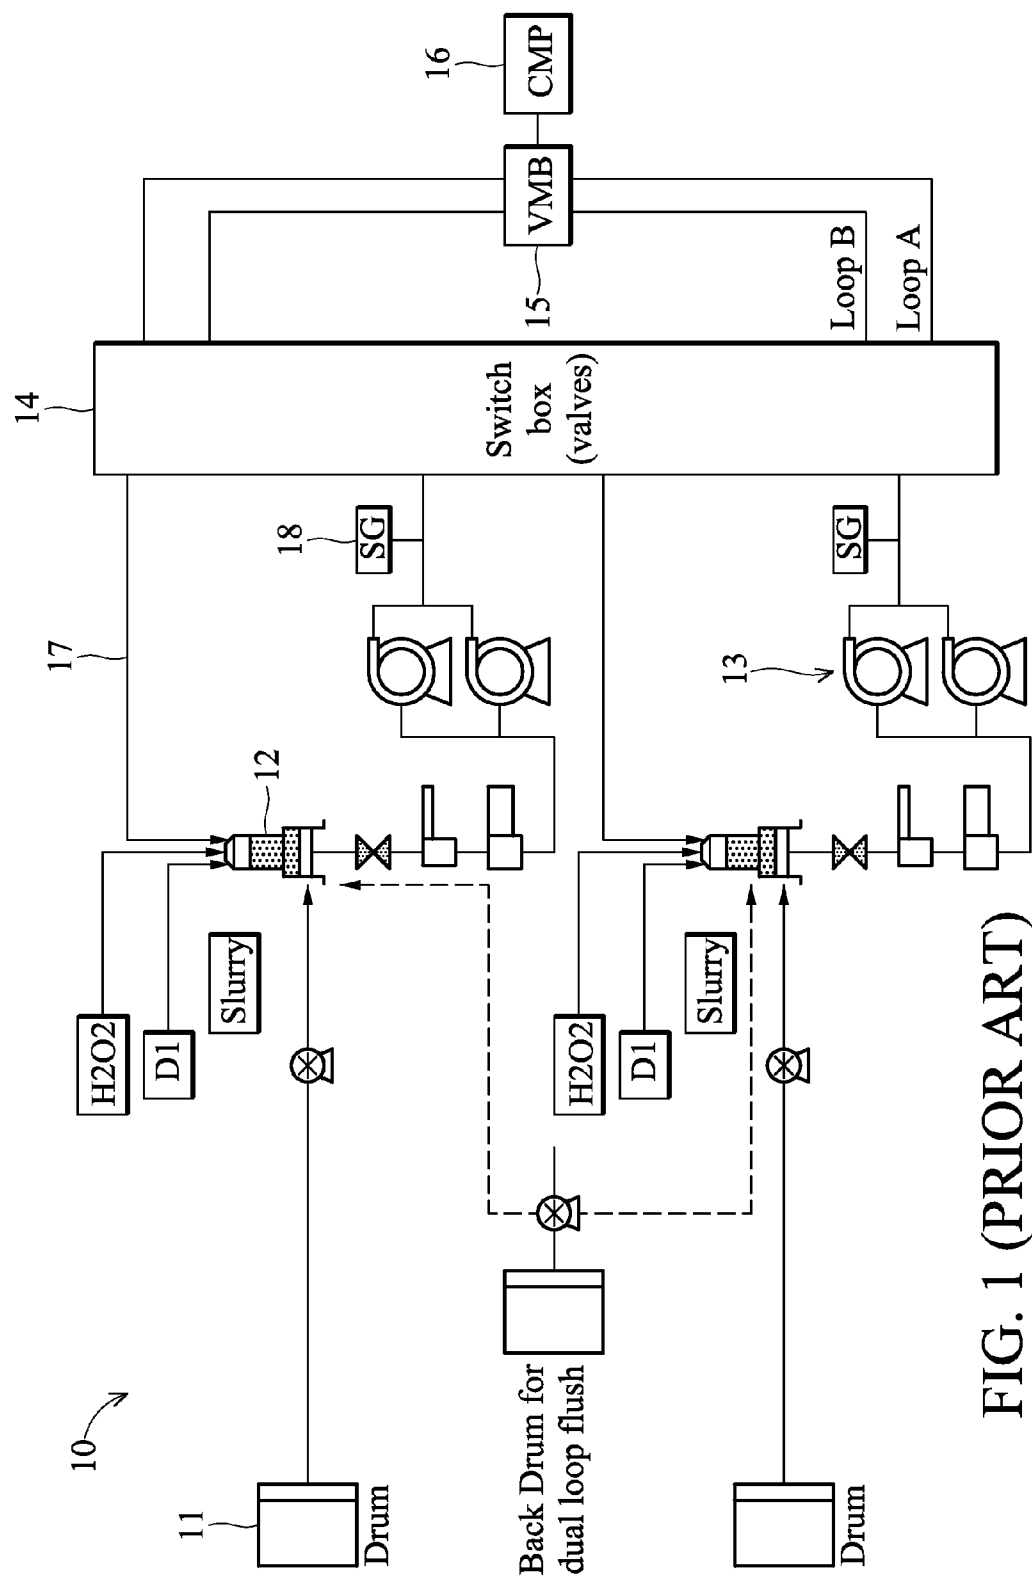 10
11
Drum
H2O2
D1
Slurry
12
17
18
SG
14
Switch
box
(valves)
15
VMB
16
CMP
Loop B
Loop A
Back Drum for
dual loop flush
H2O2
D1
Slurry
13
SG
Drum
FIG. 1 (PRIOR ART)